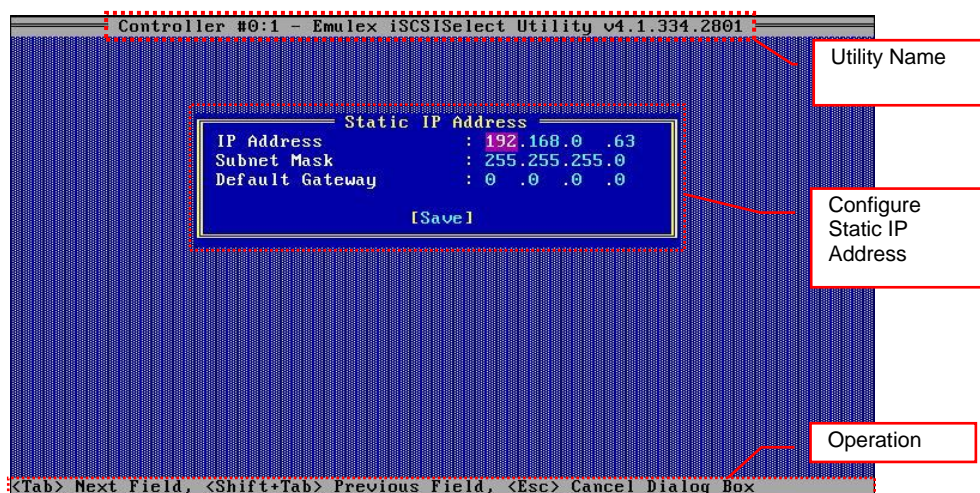 Controller #0:1 - Emulex iSCSISelect Utility v4.1.334.2801
Utility Name
Static IP Address
IP Address : 192.168.0 .63
Subnet Mask : 255.255.255.0
Default Gateway : 0 .0 .0 .0
[Save]
Configure
Static IP
Address
Operation
<Tab> Next Field, <Shift+Tab> Previous Field, <Esc> Cancel Dialog Box